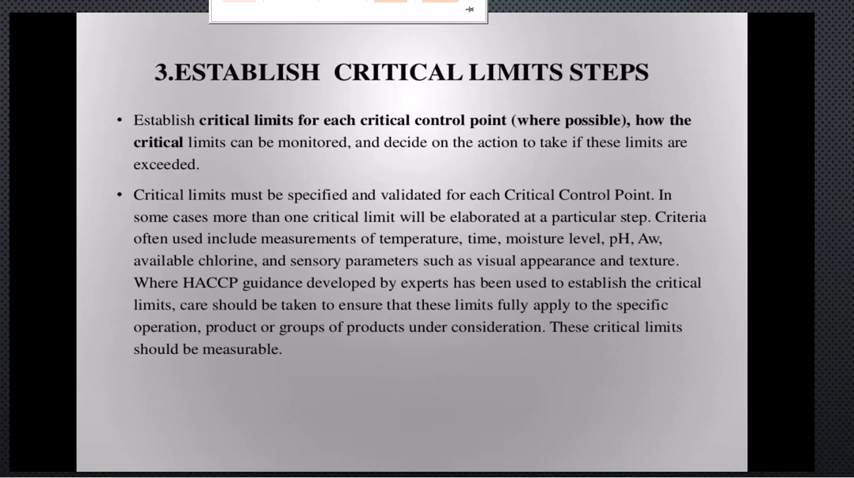 3.ESTABLISH CRITICAL LIMITS STEPS
• Establish critical limits for each critical control point (where possible), how the
critical limits can be monitored, and decide on the action to take if these limits are
exceeded.
• Critical limits must be specified and validated for each Critical Control Point. In
some cases more than one critical limit will be elaborated at a particular step. Criteria
often used include measurements of temperature, time, moisture level, pH, Aw,
available chlorine, and sensory parameters such as visual appearance and texture.
Where HACCP guidance developed by experts has been used to establish the critical
limits, care should be taken to ensure that these limits fully apply to the specific
operation, product or groups of products under consideration. These critical limits
should be measurable.